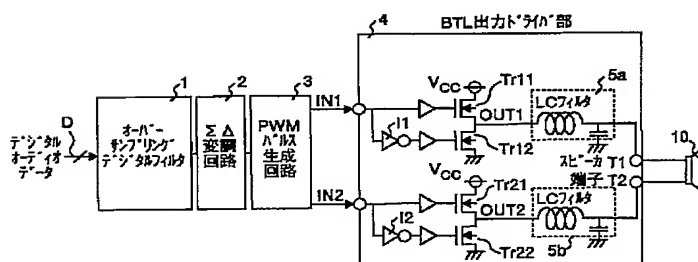 4
BTL出力ドライバ部
1
2
3
D
デジタル
オーディオ
データ
オーバー
サンプリング
デジタルフィルタ
ΣΔ
変調
回路
PWM
パルス
生成
回路
IN1
IN2
VCC
Tr11
OUT1
I1
Tr12
5a
LCフィルタ
スピーカ T1
端子 T2
10
VCC
Tr21
OUT2
I2
Tr22
LCフィルタ
5b